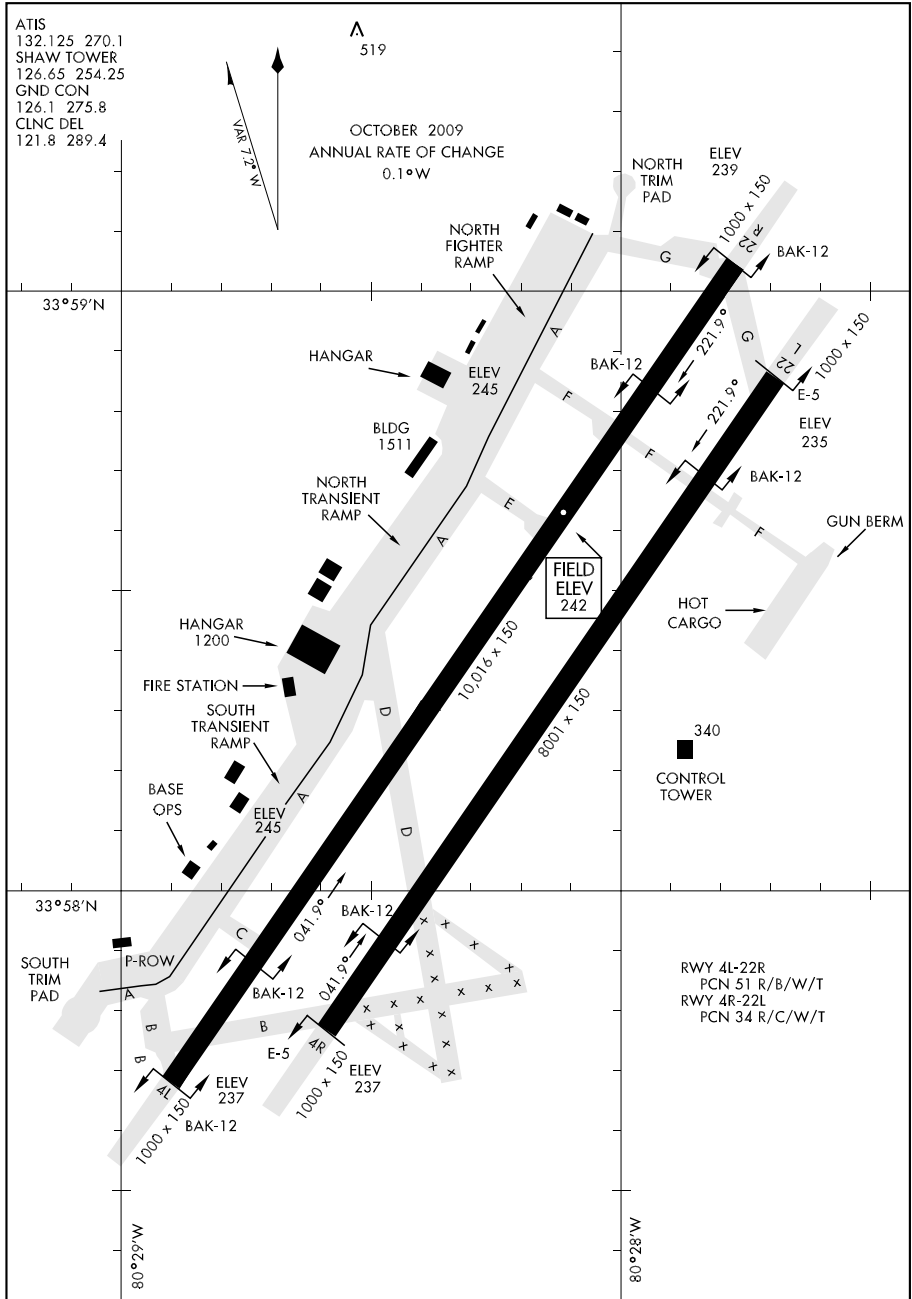 ATIS
132.125 270.1
SHAW TOWER
126.65 254.25
GND CON
126.1 275.8
CLNC DEL
121.8 289.4
VAR 7.2° W
519
OCTOBER 2009
ANNUAL RATE OF CHANGE
0.1° W
NORTH
TRIM
PAD
ELEV
239
1000 x 150
22 R
BAK-12
NORTH
FIGHTER
RAMP
G
33°59'N
A
G
221.9°
22 L
1000 x 150
HANGAR
ELEV
245
BAK-12
E-5
F
221.9°
ELEV
235
BLDG
1511
F
BAK-12
NORTH
TRANSIENT
RAMP
E
A
F
GUN BERM
FIELD
ELEV
242
HOT
CARGO
HANGAR
1200
10,016 x 150
FIRE STATION
SOUTH
TRANSIENT
RAMP
D
8001 x 150
340
CONTROL
TOWER
BASE
OPS
A
ELEV
245
D
33°58'N
041.9°
BAK-12
C
041.9°
SOUTH
TRIM
PAD
P-ROW
A
BAK-12
RWY 4L-22R
PCN 51 R/B/W/T
RWY 4R-22L
PCN 34 R/C/W/T
B
B
E-5
4R
B
ELEV
237
4L
ELEV
237
1000 x 150
BAK-12
1000 x 150
80°29'W
80°28'W